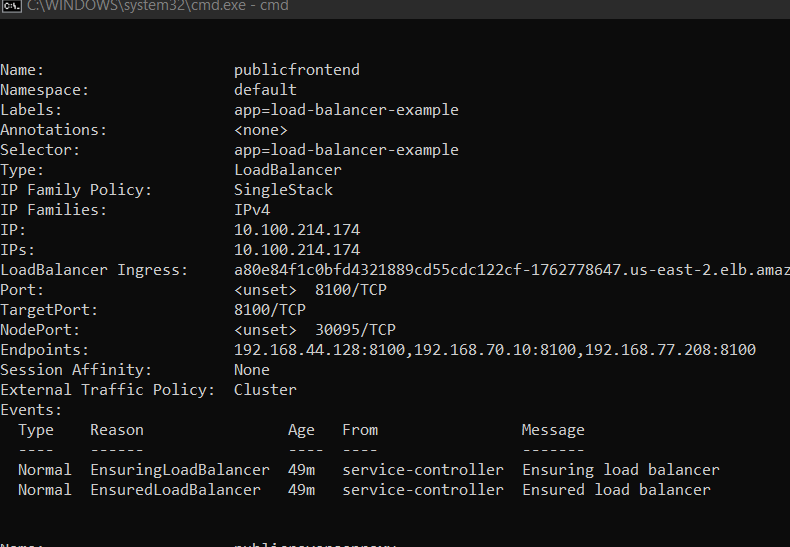 C:\WINDOWS\system32\cmd.exe - cmd
Name: publicfrontend
Namespace: default
Labels: app=load-balancer-example
Annotations: <none>
Selector: app=load-balancer-example
Type: LoadBalancer
IP Family Policy: SingleStack
IP Families: IPv4
IP: 10.100.214.174
IPs: 10.100.214.174
LoadBalancer Ingress: a80e84f1c0bfd4321889cd55cdc122cf-1762778647.us-east-2.elb.amaz
Port: <unset> 8100/TCP
TargetPort: 8100/TCP
NodePort: <unset> 30095/TCP
Endpoints: 192.168.44.128:8100,192.168.70.10:8100,192.168.77.208:8100
Session Affinity: None
External Traffic Policy: Cluster
Events:
Type Reason Age From Message
---- ------ ---- ---- -------
Normal EnsuringLoadBalancer 49m service-controller Ensuring load balancer
Normal EnsuredLoadBalancer 49m service-controller Ensured load balancer
Name: